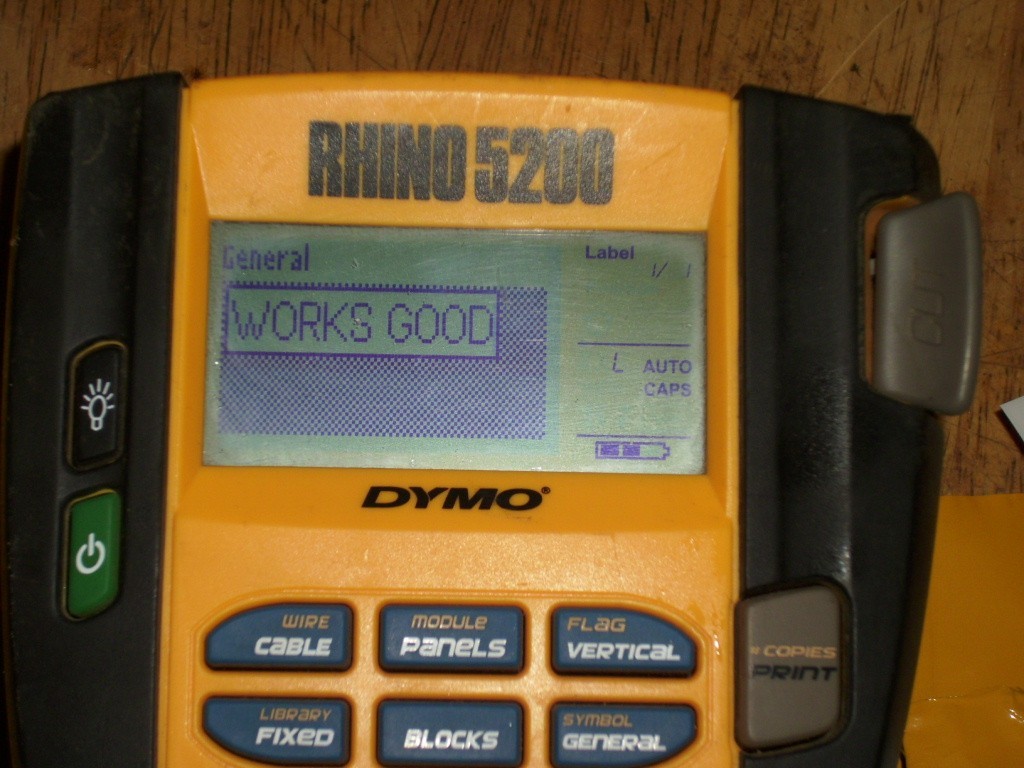 RHINO 5200
General
Label
1/ 1
WORKS GOOD
L AUTO
CAPS
DYMO®
WIRE
CABLE
MODULE
PANELS
FLAG
VERTICAL
# COPIES
PRINT
LIBRARY
FIXED
BLOCKS
SYMBOL
GENERAL